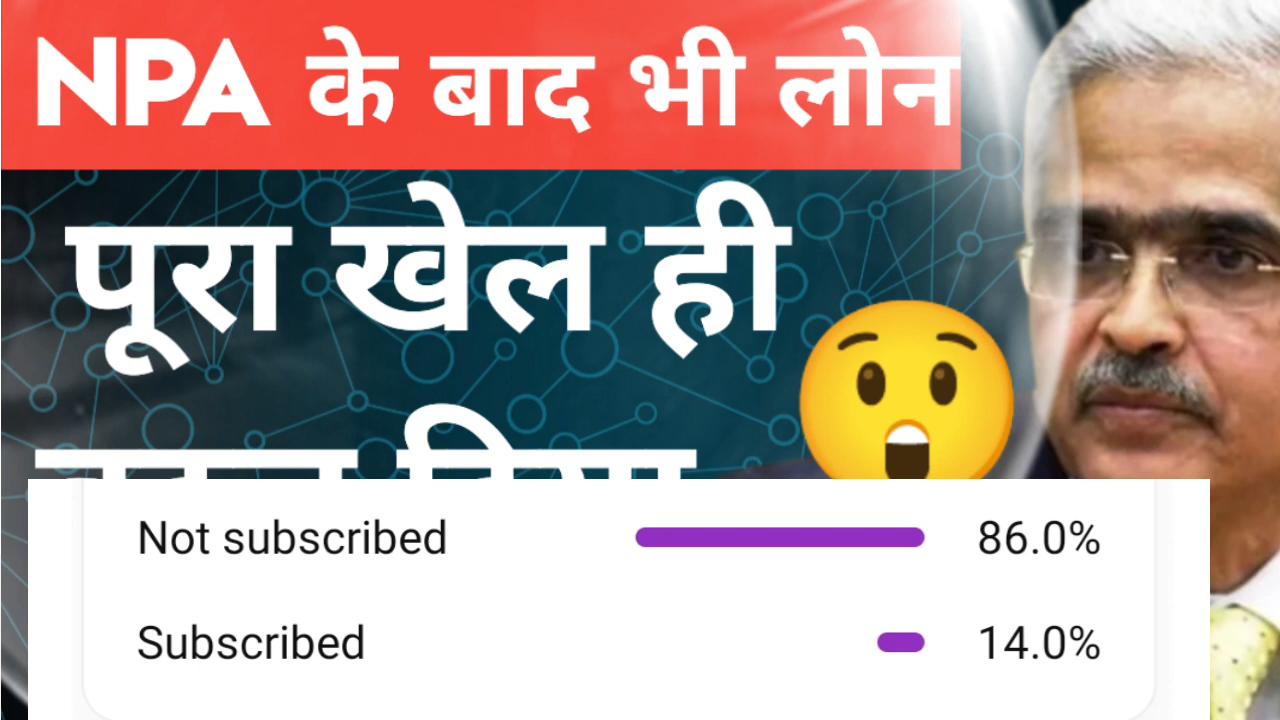 NPA के बाद भी लोन
पूरा खेल ही
Not subscribed 86.0%
Subscribed 14.0%